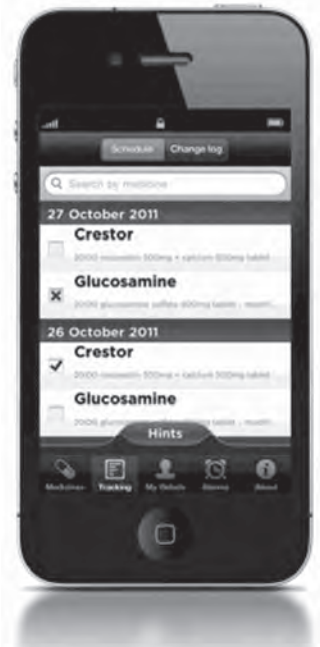 Schedule Change log
Search by medicine
27 October 2011
Crestor
Glucosamine
26 October 2011
Crestor
Glucosamine
Hints
Medicines Tracking My Details Alarms About